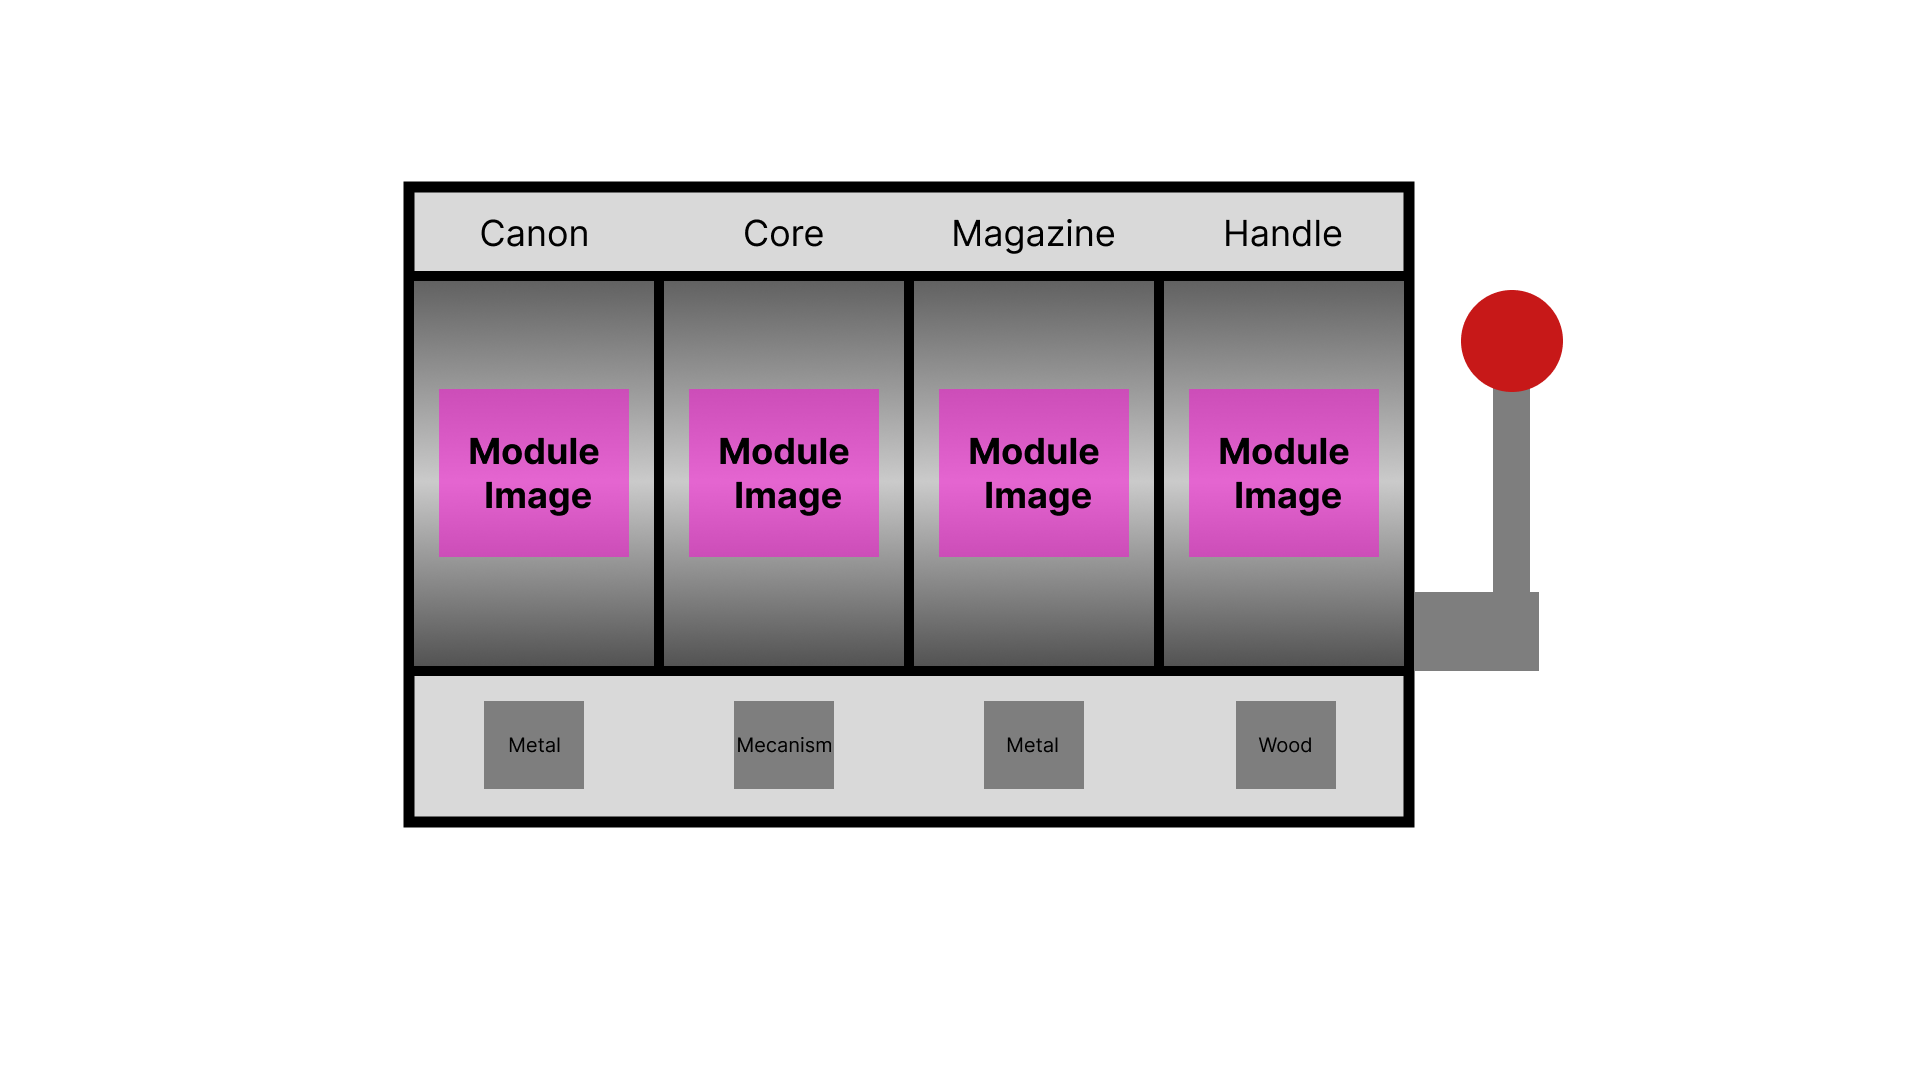 Canon Core Magazine Handle
Module Module Module Module
Image Image Image Image
Metal Mecanism Metal Wood